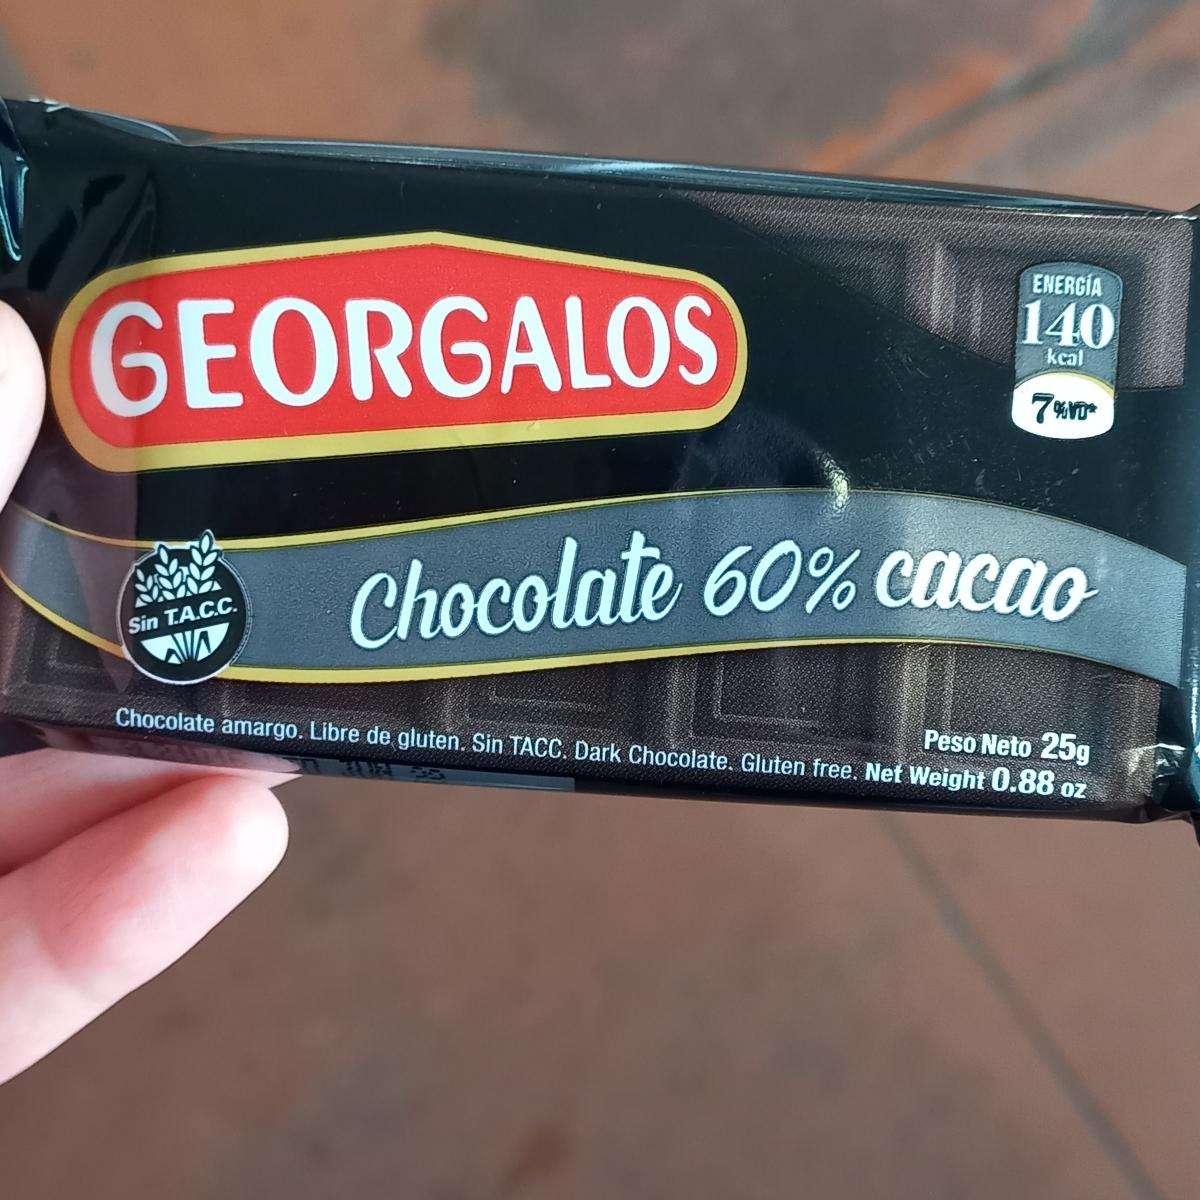 GEORGALOS
ENERGÍA
140
kcal
7%VD*
Chocolate 60% cacao
Sin T.A.C.C.
Chocolate amargo. Libre de gluten. Sin TACC. Dark Chocolate. Gluten free.
Peso Neto 25g
Net Weight 0.88 oz